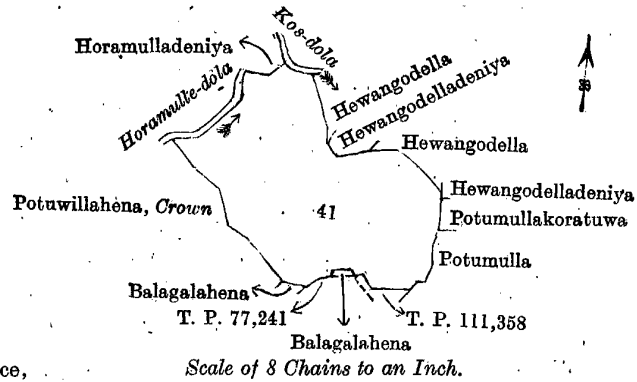 Kos-dola
Horamulladeniya
Horamulle-dola
Hewangodella
Hewangodelladeniya
Hewangodella
Hewangodelladeniya
Potuwillahena, Crown
41
Potumullakoratuwa
Potumulla
Balagalahena
T. P. 77,241
T. P. 111,358
Balagalahena
ce,
Scale of 8 Chains to an Inch.